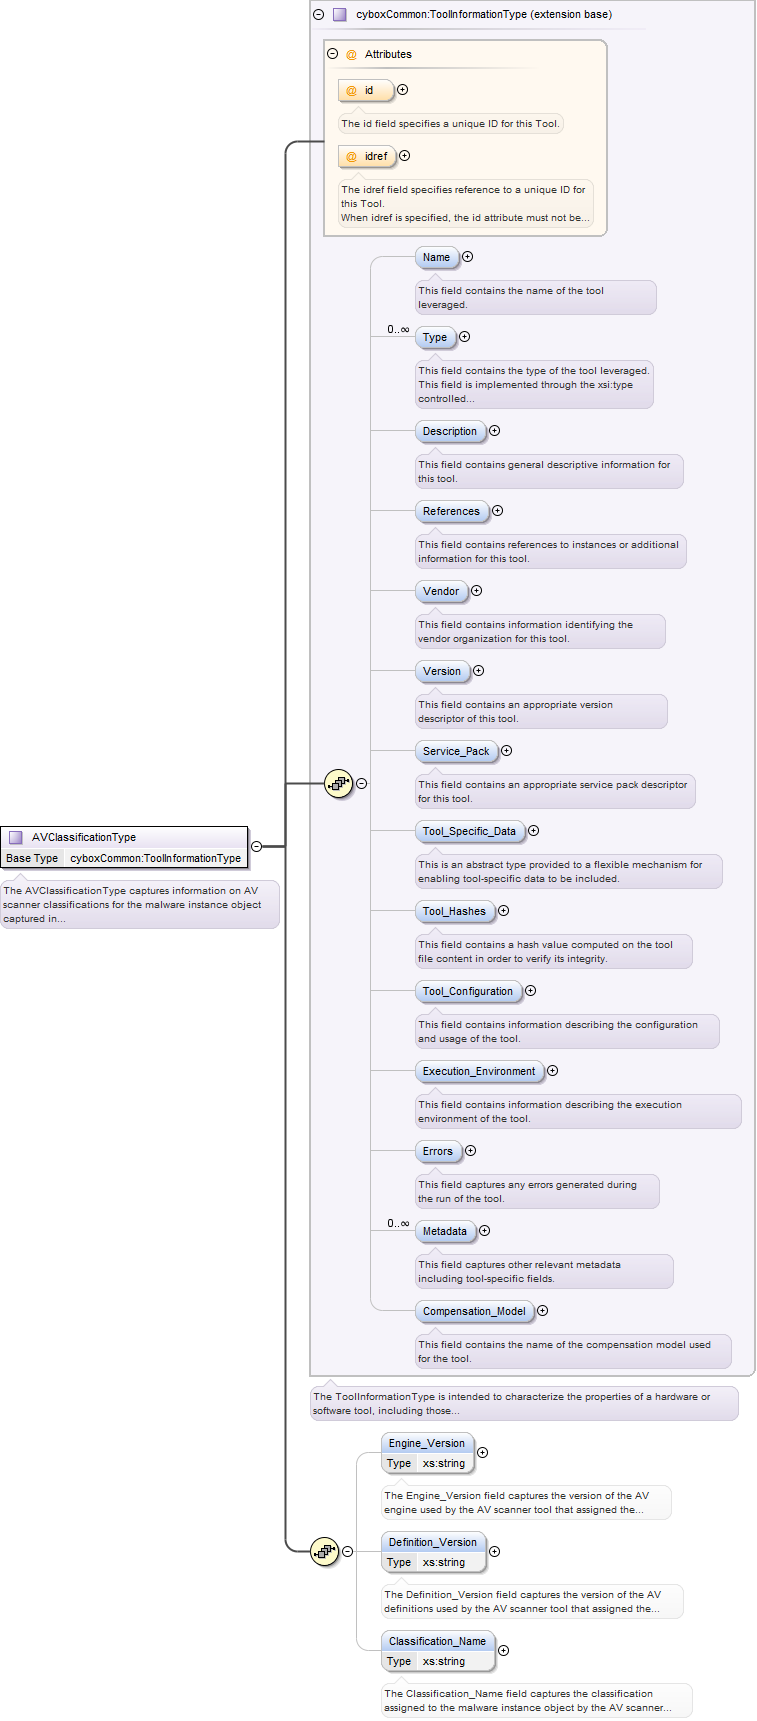 cyboxCommon:ToolInformationType (extension base)
@ Attributes
@ id
The id field specifies a unique ID for this Tool.
@ idref
The idref field specifies reference to a unique ID for
this Tool.
When idref is specified, the id attribute must not be...
Name
This field contains the name of the tool
leveraged.
0..∞
Type
This field contains the type of the tool leveraged.
This field is implemented through the xsi:type
controlled...
Description
This field contains general descriptive information for
this tool.
References
This field contains references to instances or additional
information for this tool.
Vendor
This field contains information identifying the
vendor organization for this tool.
Version
This field contains an appropriate version
descriptor of this tool.
Service_Pack
This field contains an appropriate service pack descriptor
for this tool.
Tool_Specific_Data
This is an abstract type provided to a flexible mechanism for
enabling tool-specific data to be included.
Tool_Hashes
This field contains a hash value computed on the tool
file content in order to verify its integrity.
Tool_Configuration
This field contains information describing the configuration
and usage of the tool.
Execution_Environment
This field contains information describing the execution
environment of the tool.
Errors
This field captures any errors generated during
the run of the tool.
0..∞
Metadata
This field captures other relevant metadata
including tool-specific fields.
Compensation_Model
This field contains the name of the compensation model used
for the tool.
AVClassificationType
Base Type cyboxCommon:ToolInformationType
The AVClassificationType captures information on AV
scanner classifications for the malware instance object
captured in...
The ToolInformationType is intended to characterize the properties of a hardware or
software tool, including those...
Engine_Version
Type xs:string
The Engine_Version field captures the version of the AV
engine used by the AV scanner tool that assigned the...
Definition_Version
Type xs:string
The Definition_Version field captures the version of the AV
definitions used by the AV scanner tool that assigned the...
Classification_Name
Type xs:string
The Classification_Name field captures the classification
assigned to the malware instance object by the AV scanner...